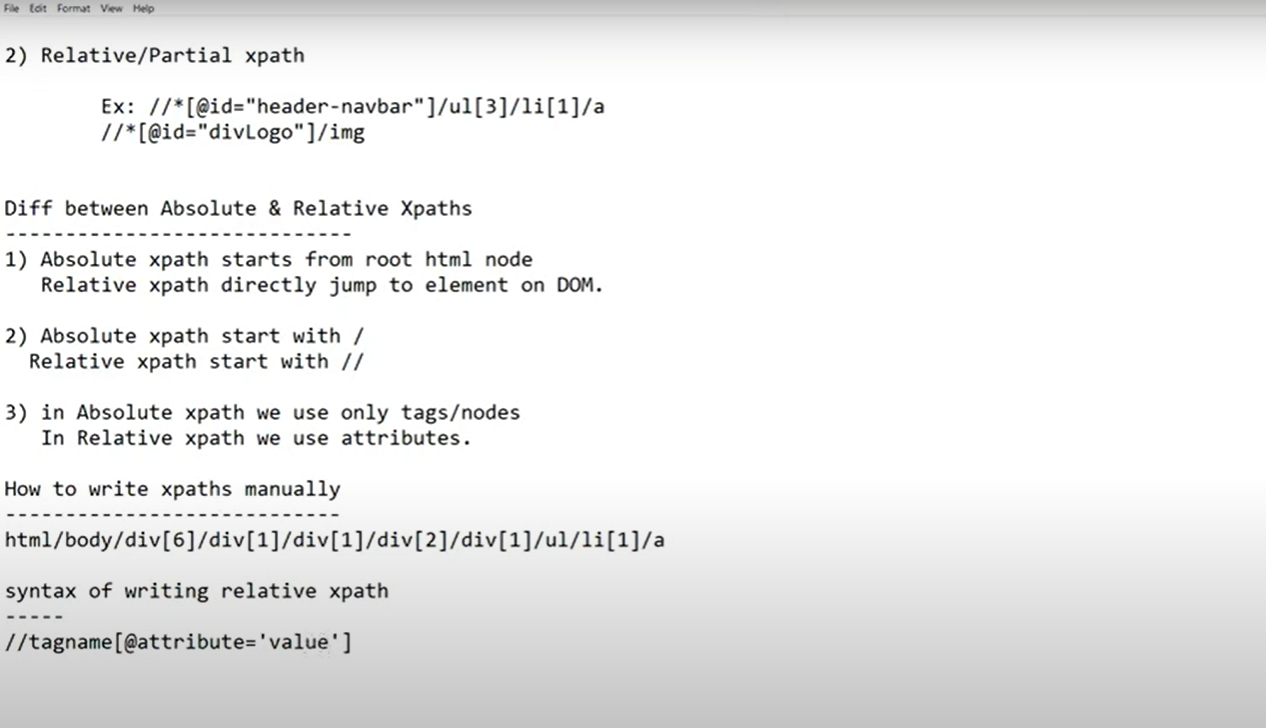 File Edit Format View Help
2) Relative/Partial xpath
Ex: //*[@id="header-navbar"]/ul[3]/li[1]/a
//*[@id="divLogo"]/img
Diff between Absolute & Relative Xpaths
-----------------------------
1) Absolute xpath starts from root html node
Relative xpath directly jump to element on DOM.
2) Absolute xpath start with /
Relative xpath start with //
3) in Absolute xpath we use only tags/nodes
In Relative xpath we use attributes.
How to write xpaths manually
----------------------------
html/body/div[6]/div[1]/div[1]/div[2]/div[1]/ul/li[1]/a
syntax of writing relative xpath
-----
//tagname[@attribute='value']